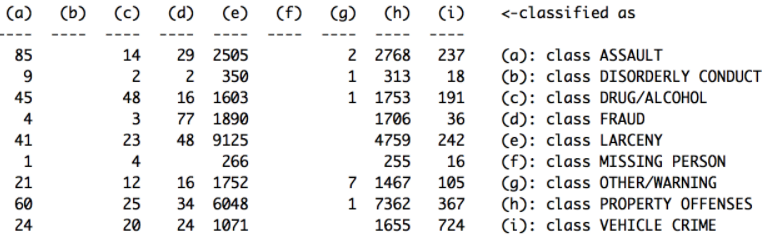 (a) (b) (c) (d) (e) (f) (g) (h) (i) <-classified as
---- ---- ---- ---- ---- ---- ---- ---- ----
85 14 29 2505 2 2768 237 (a): class ASSAULT
9 2 2 350 1 313 18 (b): class DISORDERLY CONDUCT
45 48 16 1603 1 1753 191 (c): class DRUG/ALCOHOL
4 3 77 1890 1706 36 (d): class FRAUD
41 23 48 9125 4759 242 (e): class LARCENY
1 4 266 255 16 (f): class MISSING PERSON
21 12 16 1752 7 1467 105 (g): class OTHER/WARNING
60 25 34 6048 1 7362 367 (h): class PROPERTY OFFENSES
24 20 24 1071 1655 724 (i): class VEHICLE CRIME